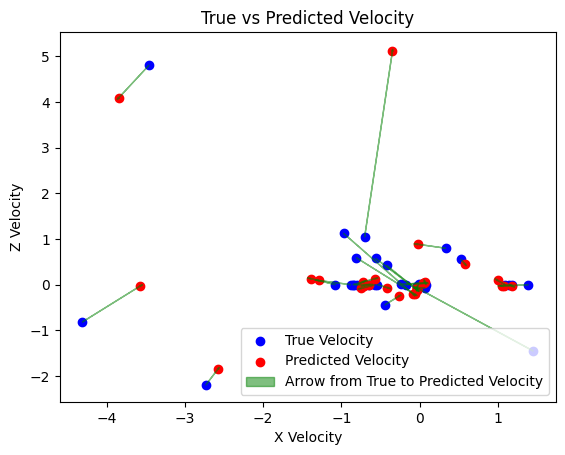 True vs Predicted Velocity
Z Velocity
5
4
3
2
1
0
−1
−2
True Velocity
Predicted Velocity
Arrow from True to Predicted Velocity
−4
−3
−2
−1
0
1
X Velocity